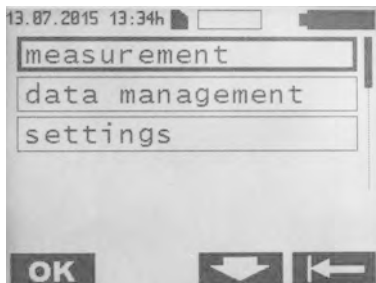 13.07.2015 13:34h
measurement
data management
settings
OK